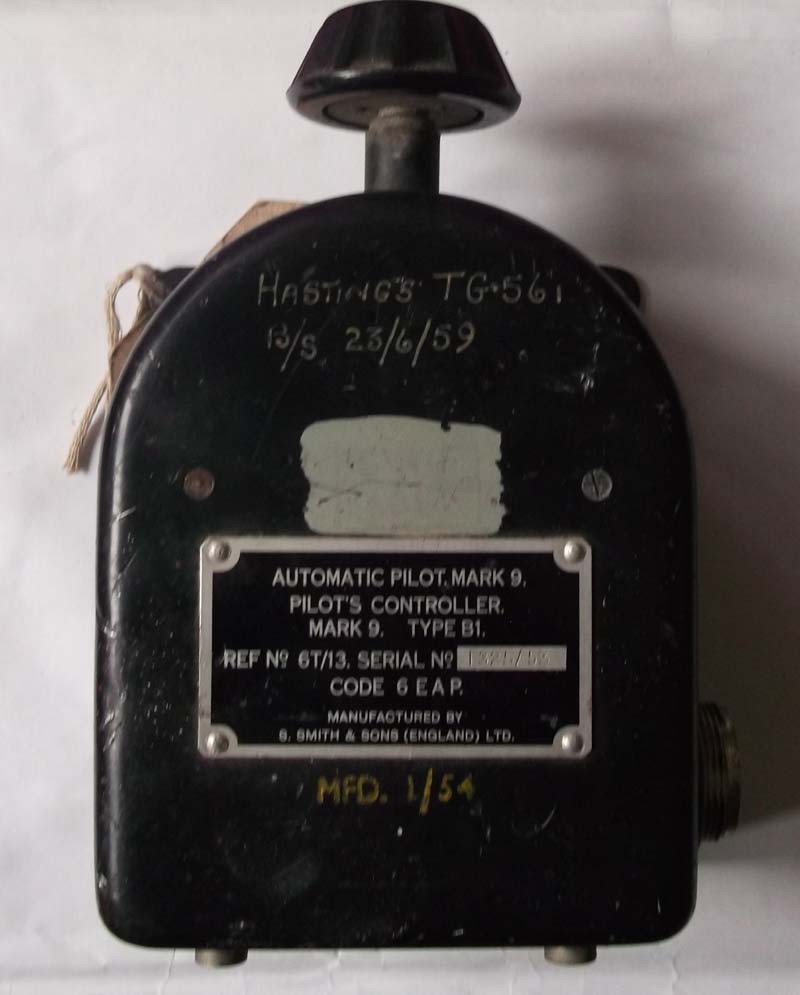 HASTINGS TG·561
B/S 23/6/59
AUTOMATIC PILOT. MARK 9.
PILOT'S CONTROLLER.
MARK 9. TYPE B1.
REF Nº 6T/13. SERIAL Nº
CODE 6 E A P.
MANUFACTURED BY
S. SMITH & SONS (ENGLAND) LTD.
MFD. 1/54